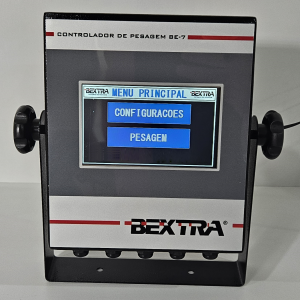 CONTROLADOR DE PESAGEM BE-7
BEXTRA MENU PRINCIPAL BEXTRA
CONFIGURACOES
PESAGEM
BEXTRA®